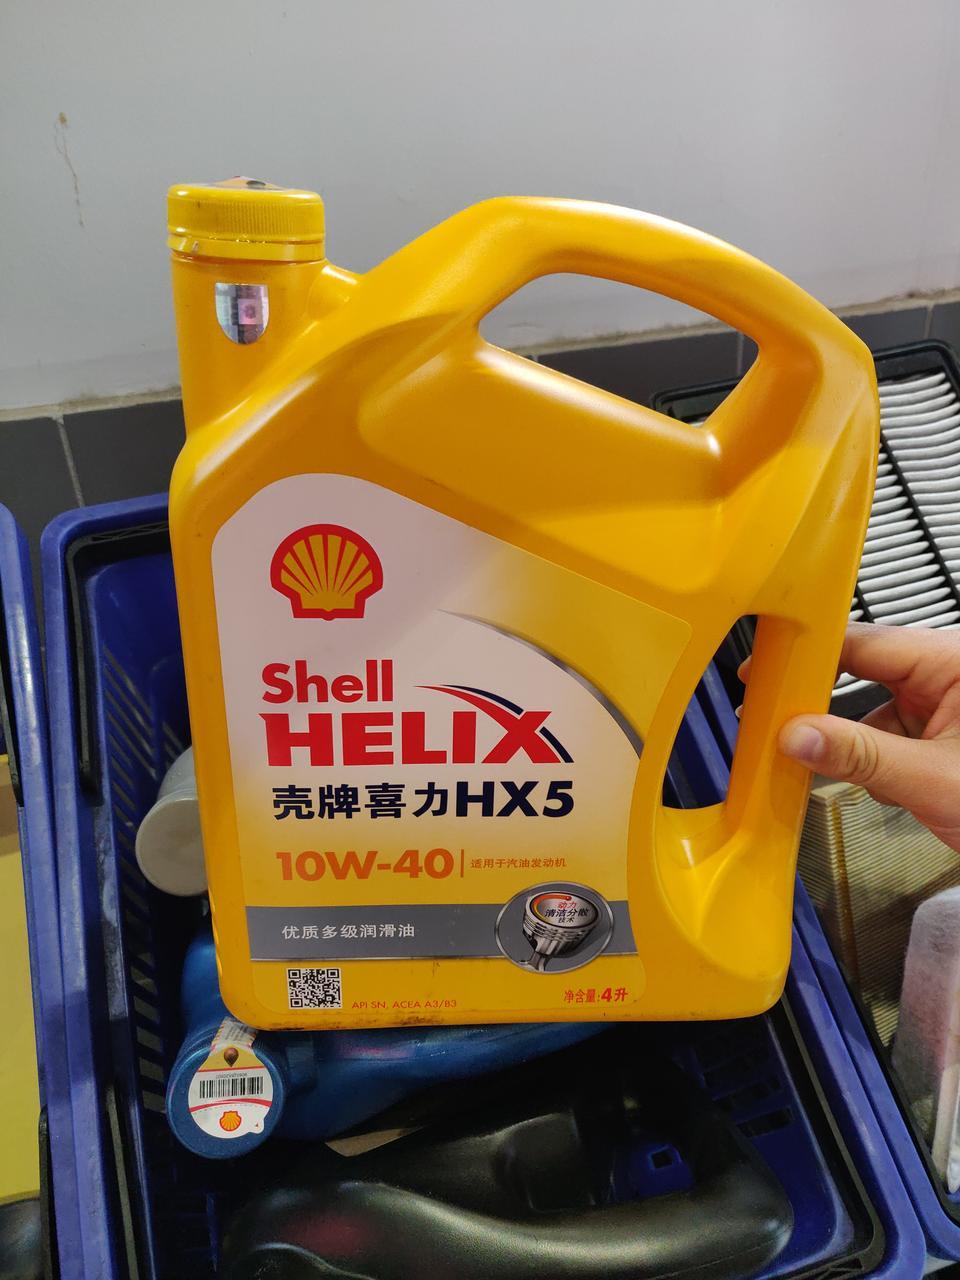 Shell
HELIX
壳牌喜力HX5
10W-40 适用于汽油发动机
动力
清洁分散
技术
优质多级润滑油
API SN, ACEA A3/B3
净含量:4升